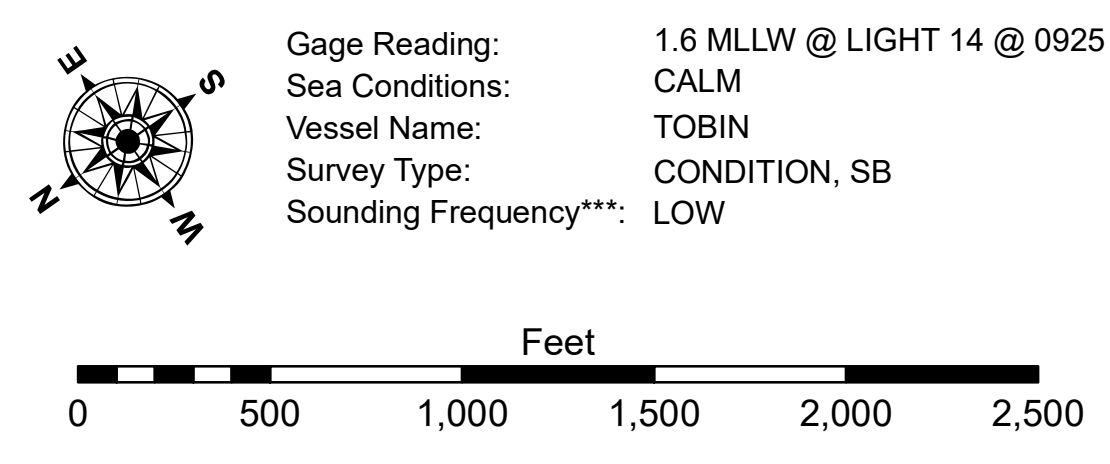 E
S
N
W
Gage Reading: 1.6 MLLW @ LIGHT 14 @ 0925
Sea Conditions: CALM
Vessel Name: TOBIN
Survey Type: CONDITION, SB
Sounding Frequency***: LOW
Feet
0 500 1,000 1,500 2,000 2,500